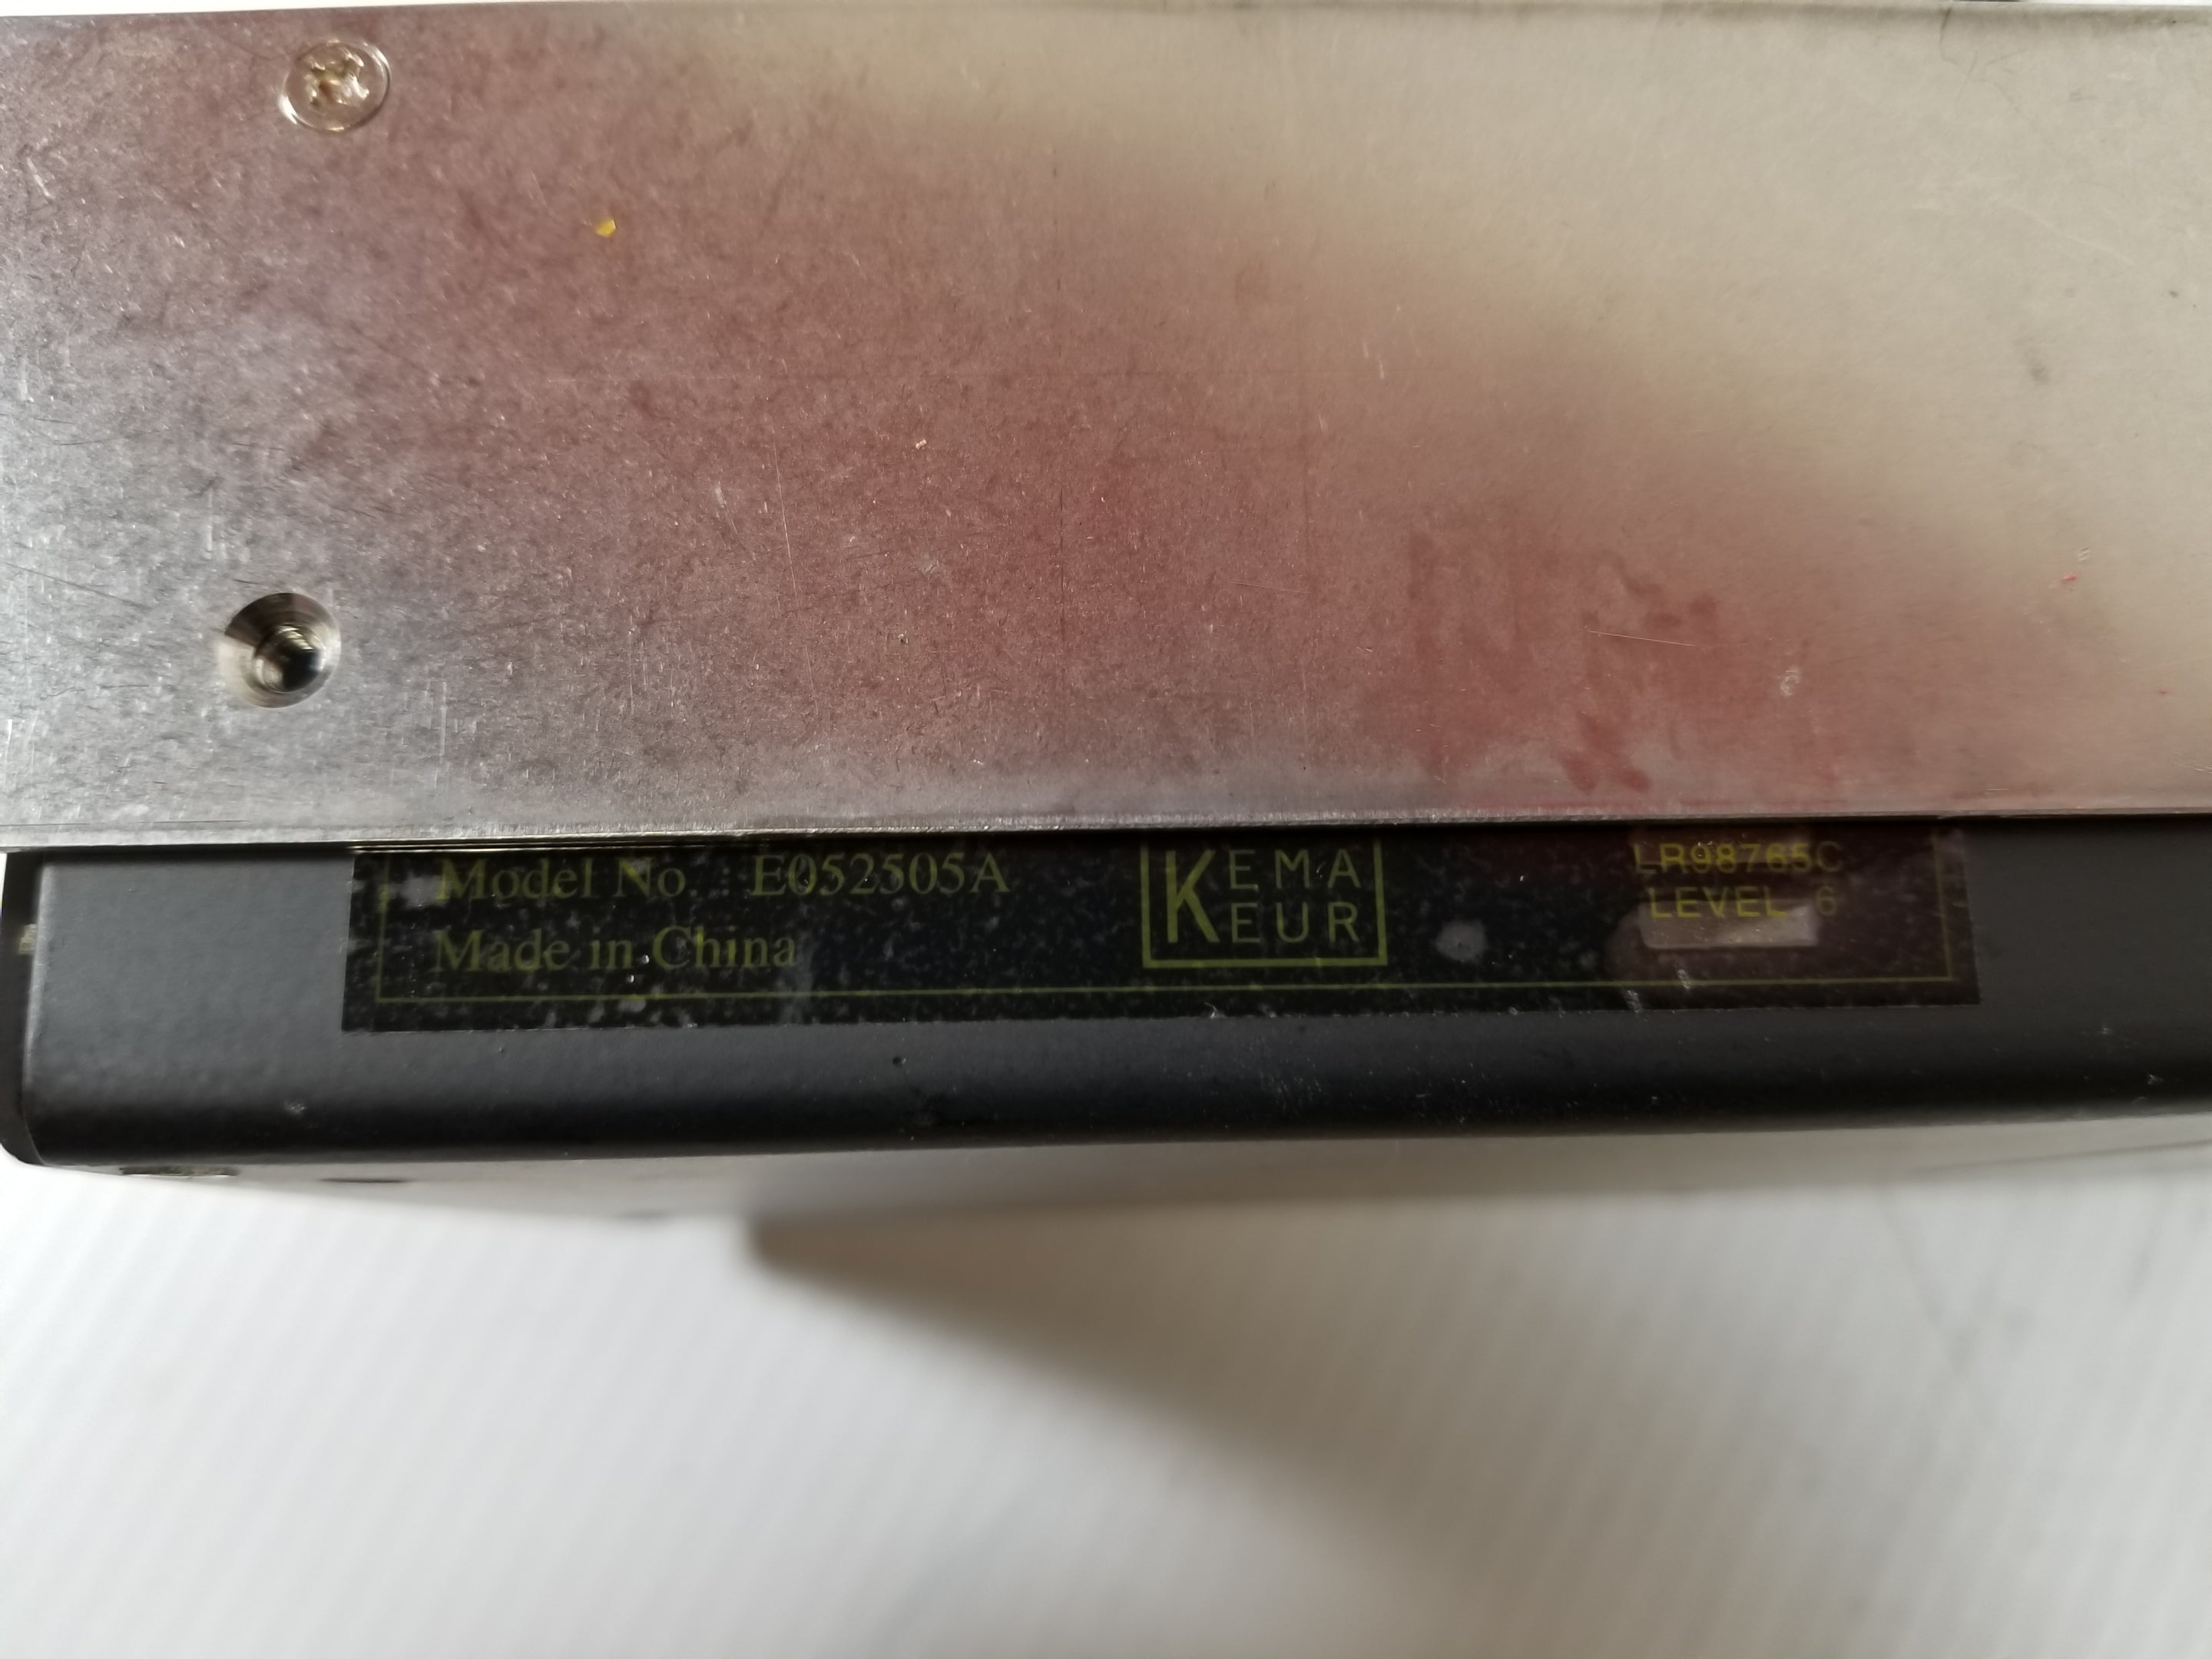 Model No E052505A
Made in China
KEMA
KEUR
LR98765C
LEVEL 6